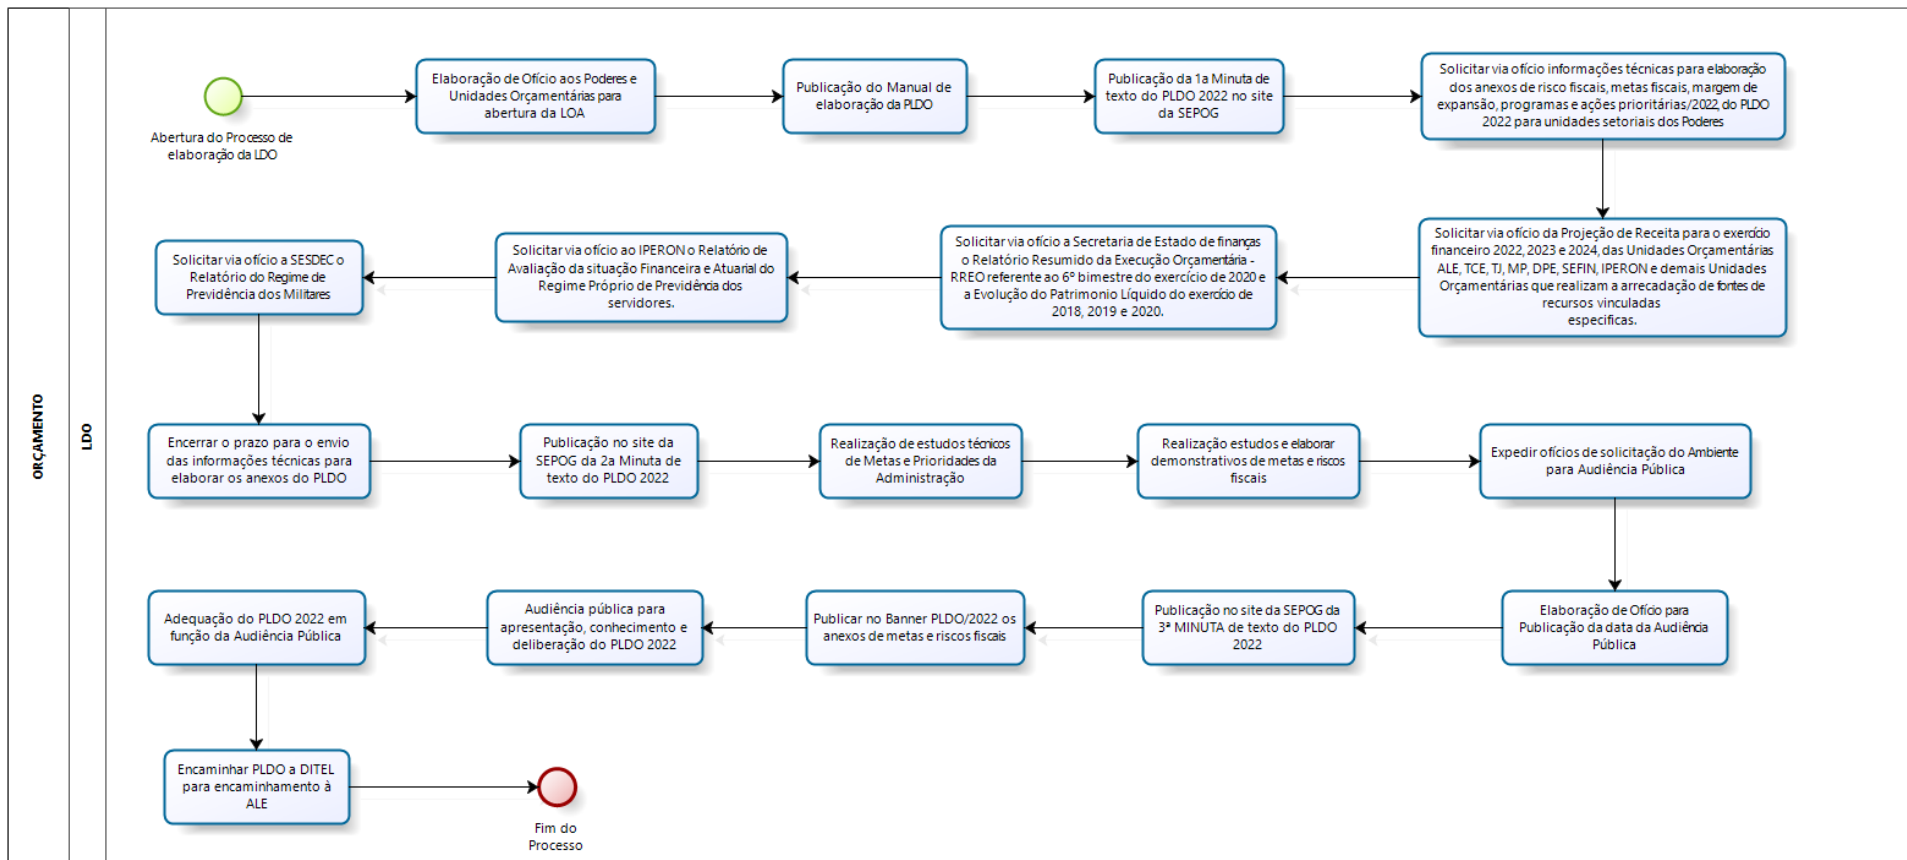 ORÇAMENTO
LDO
Abertura do Processo de
elaboração da LDO
Elaboração de Ofício aos Poderes e
Unidades Orçamentárias para
abertura da LOA
Publicação do Manual de
elaboração da PLDO
Publicação da 1a Minuta de
texto do PLDO 2022 no site
da SEPOG
Solicitar via ofício informações técnicas para elaboração
dos anexos de risco fiscais, metas fiscais, margem de
expansão, programas e ações prioritárias/2022, do PLDO
2022 para unidades setoriais dos Poderes
Solicitar via ofício da Projeção de Receita para o exercício
financeiro 2022, 2023 e 2024, das Unidades Orçamentárias
ALE, TCE, TJ, MP, DPE, SEFIN, IPERON e demais Unidades
Orçamentárias que realizam a arrecadação de fontes de
recursos vinculadas
especificas.
Solicitar via ofício a Secretaria de Estado de finanças
o Relatório Resumido da Execução Orçamentária -
RREO referente ao 6º bimestre do exercício de 2020 e
a Evolução do Patrimonio Líquido do exercício de
2018, 2019 e 2020.
Solicitar via ofício ao IPERON o Relatório de
Avaliação da situação Financeira e Atuarial do
Regime Próprio de Previdência dos
servidores.
Solicitar via ofício a SESDEC o
Relatório do Regime de
Previdência dos Militares
Encerrar o prazo para o envio
das informações técnicas para
elaborar os anexos do PLDO
Publicação no site da
SEPOG da 2a Minuta de
texto do PLDO 2022
Realização de estudos técnicos
de Metas e Prioridades da
Administração
Realização estudos e elaborar
demonstrativos de metas e riscos
fiscais
Expedir ofícios de solicitação do Ambiente
para Audiência Pública
Elaboração de Ofício para
Publicação da data da Audiência
Pública
Publicação no site da SEPOG da
3ª MINUTA de texto do PLDO
2022
Publicar no Banner PLDO/2022 os
anexos de metas e riscos fiscais
Audiência pública para
apresentação, conhecimento e
deliberação do PLDO 2022
Adequação do PLDO 2022 em
função da Audiência Pública
Encaminhar PLDO a DITEL
para encaminhamento à
ALE
Fim do
Processo